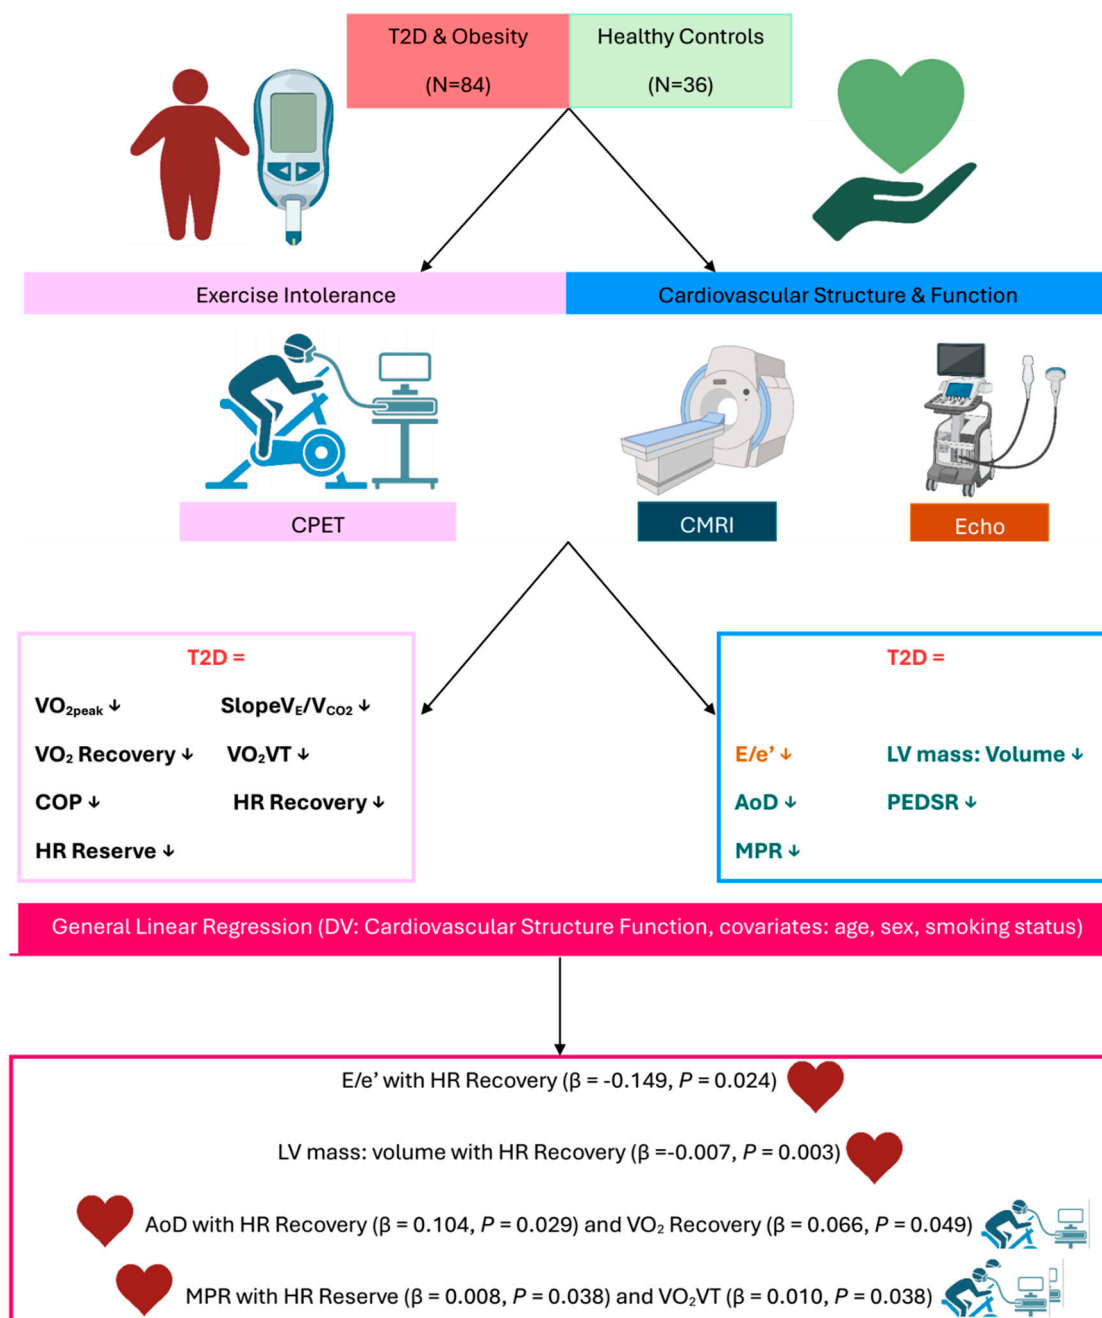 T2D & Obesity
(N=84)
Healthy Controls
(N=36)
Exercise Intolerance
Cardiovascular Structure & Function
CPET
CMRI
Echo
T2D =
VO₂peak ↓ SlopeVE/VCO2 ↓
VO₂ Recovery ↓ VO₂VT ↓
COP ↓ HR Recovery ↓
HR Reserve ↓
T2D =
E/e’ ↓ LV mass: Volume ↓
AoD ↓ PEDSR ↓
MPR ↓
General Linear Regression (DV: Cardiovascular Structure Function, covariates: age, sex, smoking status)
E/e’ with HR Recovery (β = -0.149, P = 0.024)
LV mass: volume with HR Recovery (β =-0.007, P = 0.003)
AoD with HR Recovery (β = 0.104, P = 0.029) and VO₂ Recovery (β = 0.066, P = 0.049)
MPR with HR Reserve (β = 0.008, P = 0.038) and VO₂VT (β = 0.010, P = 0.038)